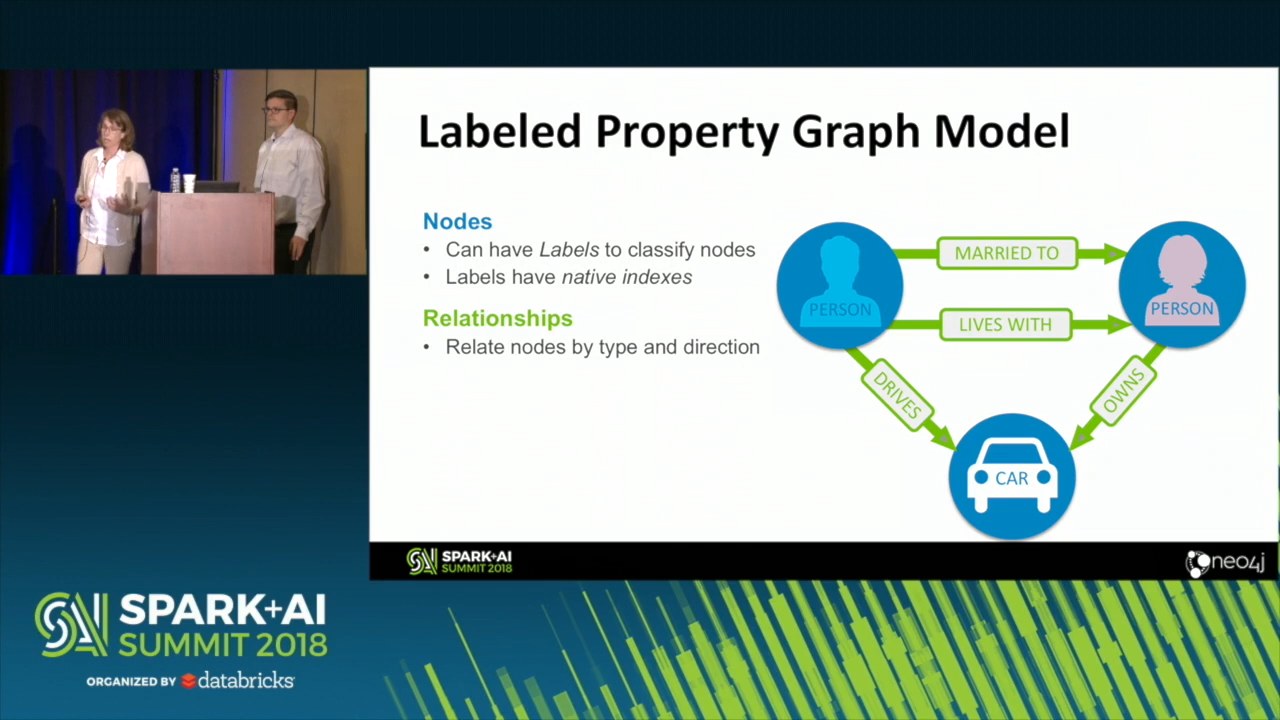 Labeled Property Graph Model
Nodes
• Can have Labels to classify nodes
• Labels have native indexes
Relationships
• Relate nodes by type and direction
MARRIED TO
PERSON
PERSON
LIVES WITH
DRIVES
OWNS
CAR
SPARK+AI
SUMMIT 2018
neo4j
SPARK+AI
SUMMIT 2018
ORGANIZED BY databricks